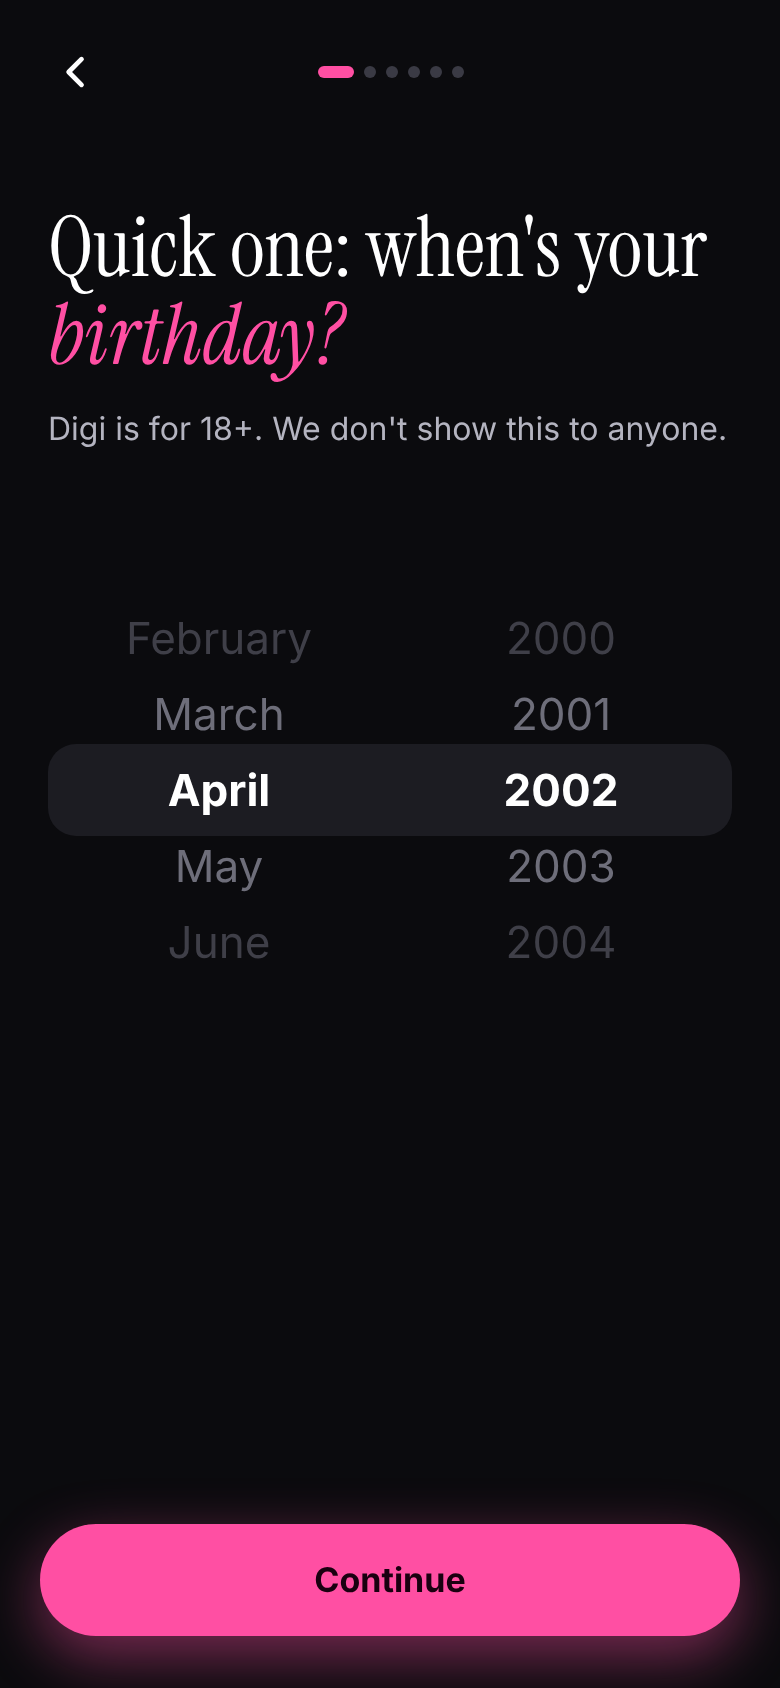 Quick one: when's your
birthday?
Digi is for 18+. We don't show this to anyone.
February 2000
March 2001
April 2002
May 2003
June 2004
Continue